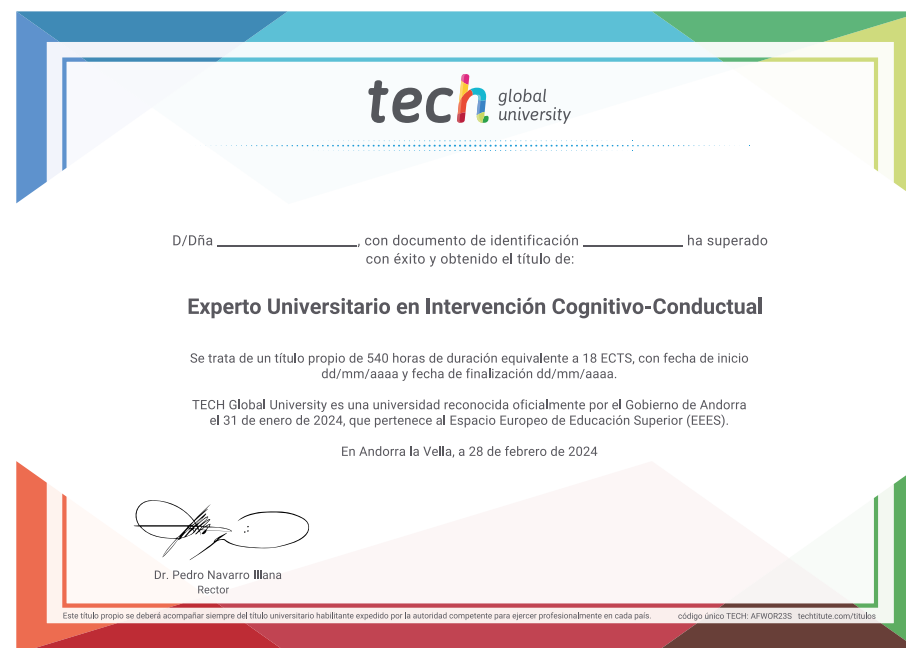 tech global
university
D/Dña ______________, con documento de identificación __________ ha superado
con éxito y obtenido el título de:
Experto Universitario en Intervención Cognitivo-Conductual
Se trata de un título propio de 540 horas de duración equivalente a 18 ECTS, con fecha de inicio
dd/mm/aaaa y fecha de finalización dd/mm/aaaa.
TECH Global University es una universidad reconocida oficialmente por el Gobierno de Andorra
el 31 de enero de 2024, que pertenece al Espacio Europeo de Educación Superior (EEES).
En Andorra la Vella, a 28 de febrero de 2024
Dr. Pedro Navarro Illana
Rector
Este título propio se deberá acompañar siempre del título universitario habilitante expedido por la autoridad competente para ejercer profesionalmente en cada país. código único TECH: AFWOR23S techtitute.com/titulos